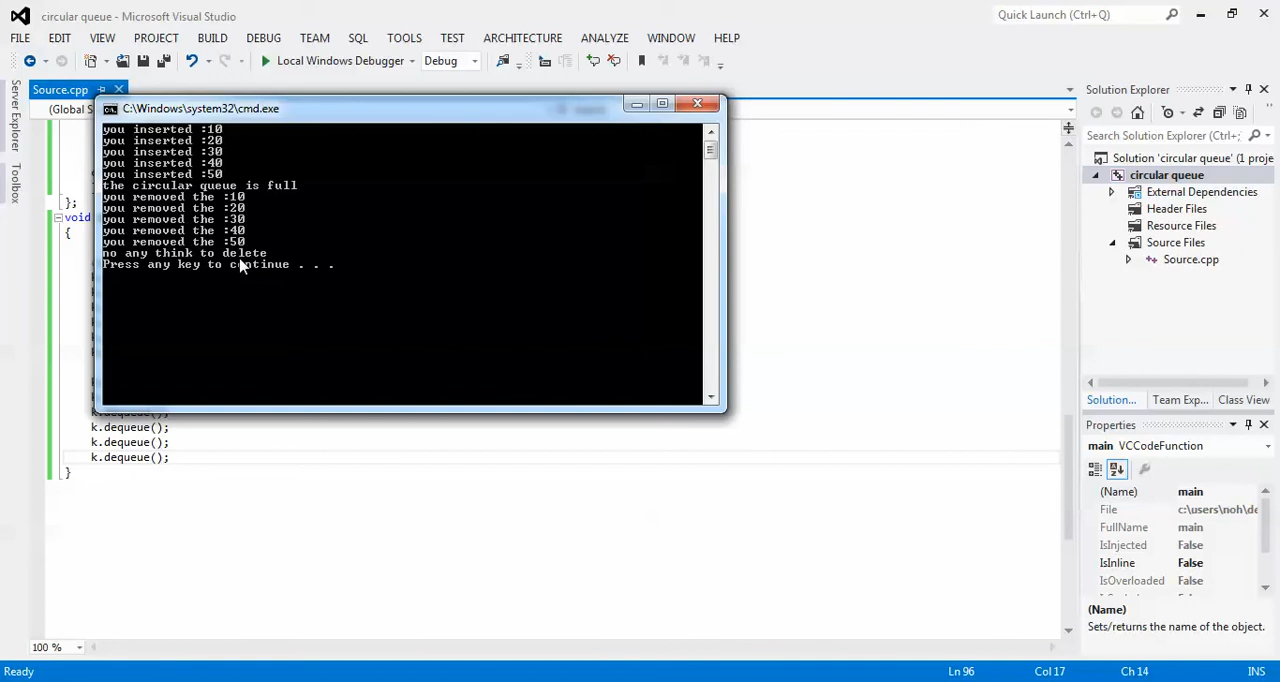 circular queue - Microsoft Visual Studio
Quick Launch (Ctrl+Q)
FILE EDIT VIEW PROJECT BUILD DEBUG TEAM SQL TOOLS TEST ARCHITECTURE ANALYZE WINDOW HELP
Local Windows Debugger Debug
Server Explorer
Toolbox
Source.cpp
(Global S
C:\Windows\system32\cmd.exe
you inserted :10
you inserted :20
you inserted :30
you inserted :40
you inserted :50
the circular queue is full
you removed the :10
you removed the :20
you removed the :30
you removed the :40
you removed the :50
no any think to delete
Press any key to continue . . .
};
void
{
k.dequeue();
k.dequeue();
k.dequeue();
k.dequeue();
}
100 %
Solution Explorer
Search Solution Explorer (Ctrl+;
Solution 'circular queue' (1 proje
circular queue
External Dependencies
Header Files
Resource Files
Source Files
Source.cpp
Solution... Team Exp... Class View
Properties
main VCCodeFunction
(Name) main
File c:\users\noh\de
FullName main
IsInjected False
IsInline False
IsOverloaded False
(Name)
Sets/returns the name of the object.
Ready Ln 96 Col 17 Ch 14 INS